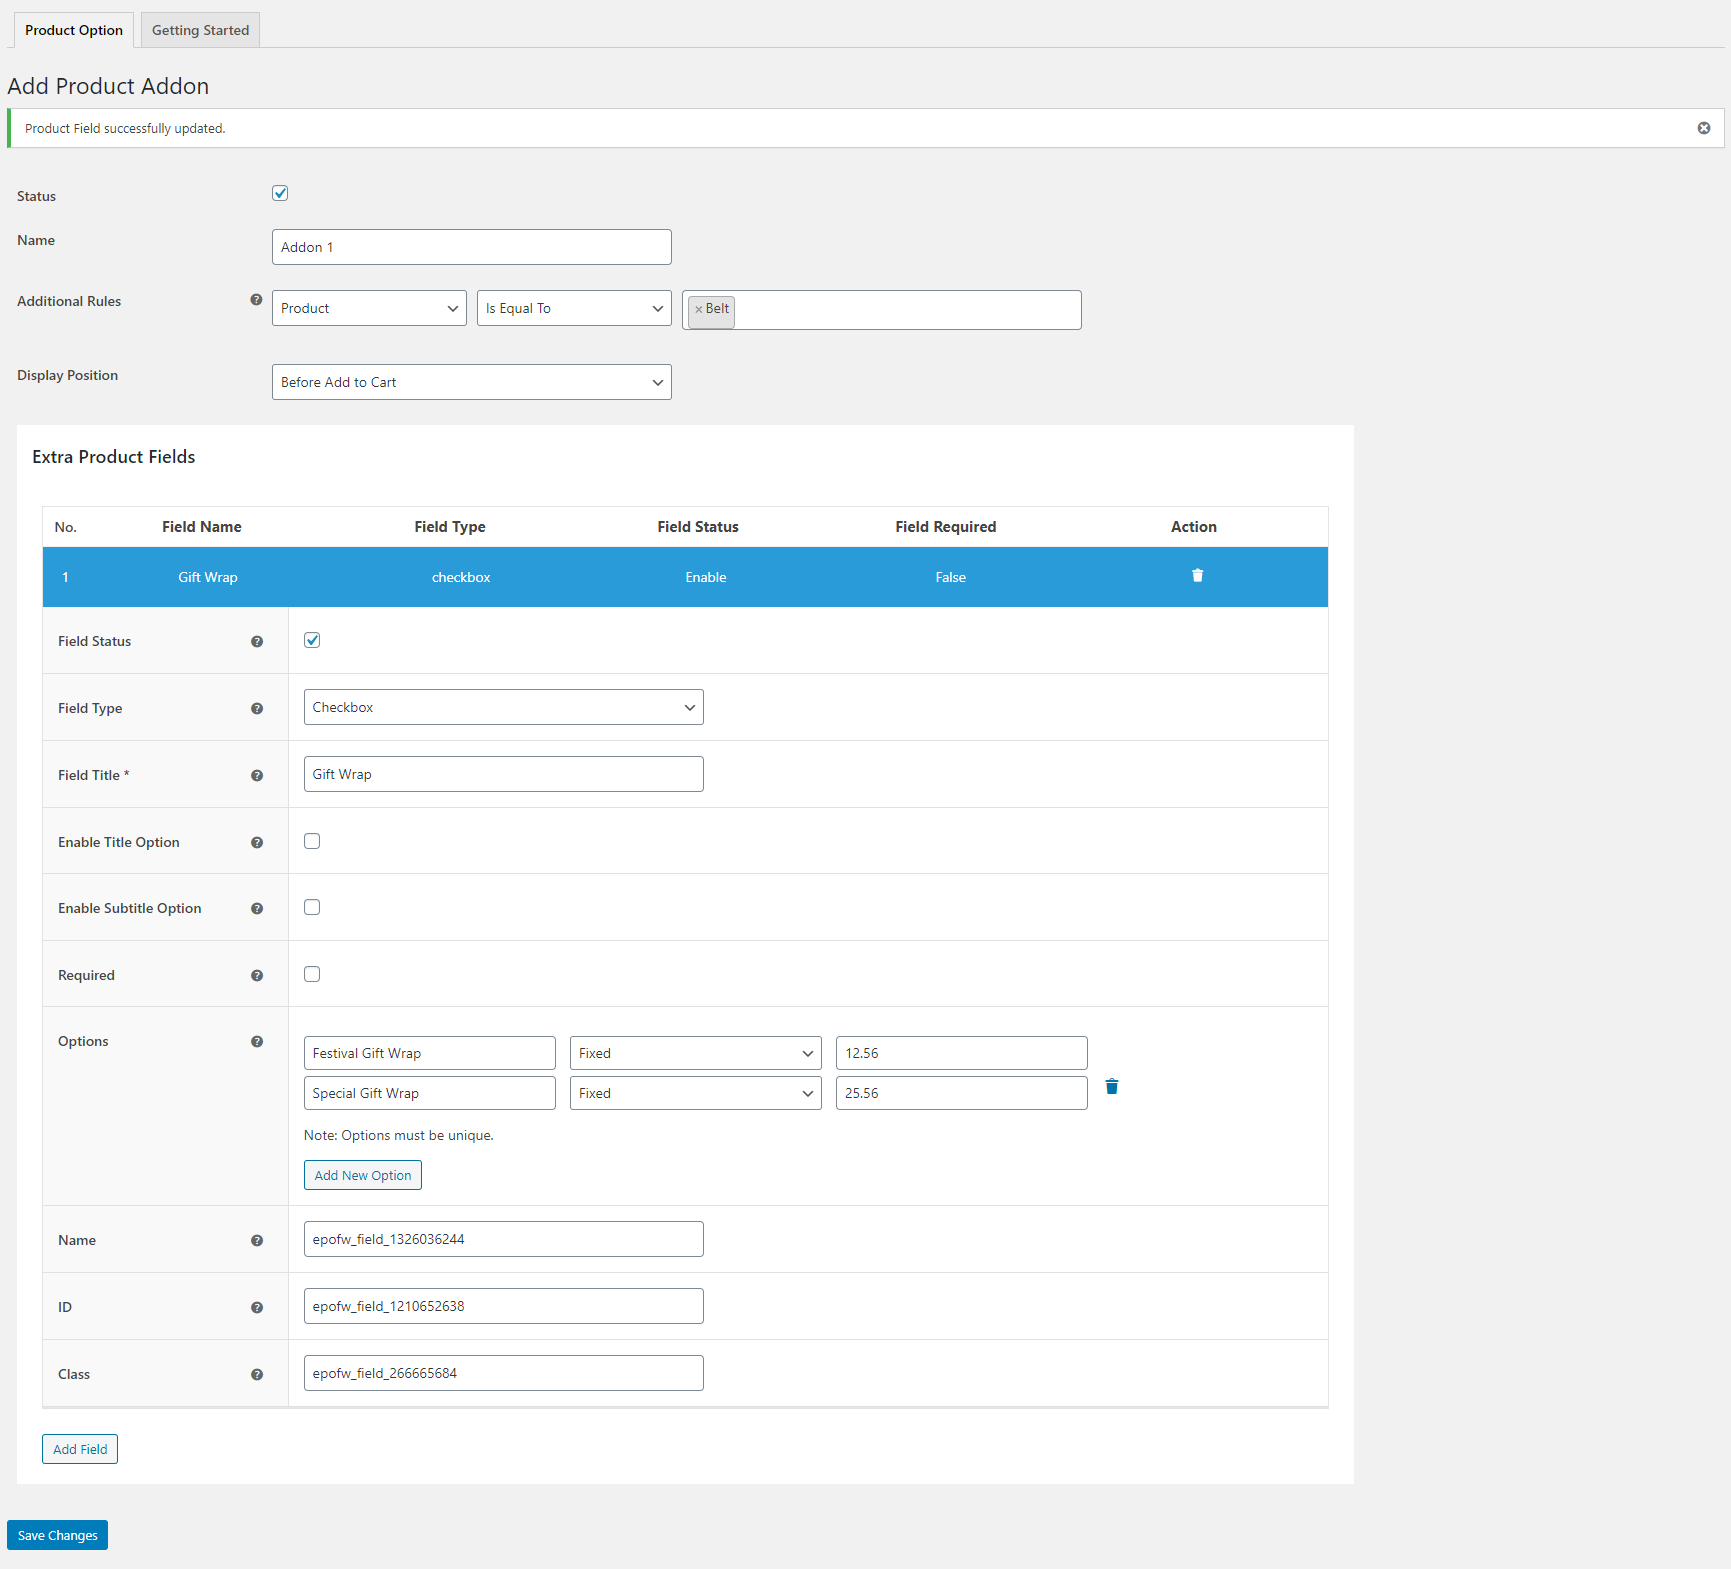 Product Option Getting Started
Add Product Addon
Product Field successfully updated.
Status
Name Addon 1
Additional Rules ? Product Is Equal To × Belt
Display Position Before Add to Cart
Extra Product Fields
No. Field Name Field Type Field Status Field Required Action
1 Gift Wrap checkbox Enable False
Field Status ?
Field Type ? Checkbox
Field Title * ? Gift Wrap
Enable Title Option ?
Enable Subtitle Option ?
Required ?
Options ? Festival Gift Wrap Fixed 12.56
Special Gift Wrap Fixed 25.56
Note: Options must be unique.
Add New Option
Name ? epofw_field_1326036244
ID ? epofw_field_1210652638
Class ? epofw_field_266665684
Add Field
Save Changes